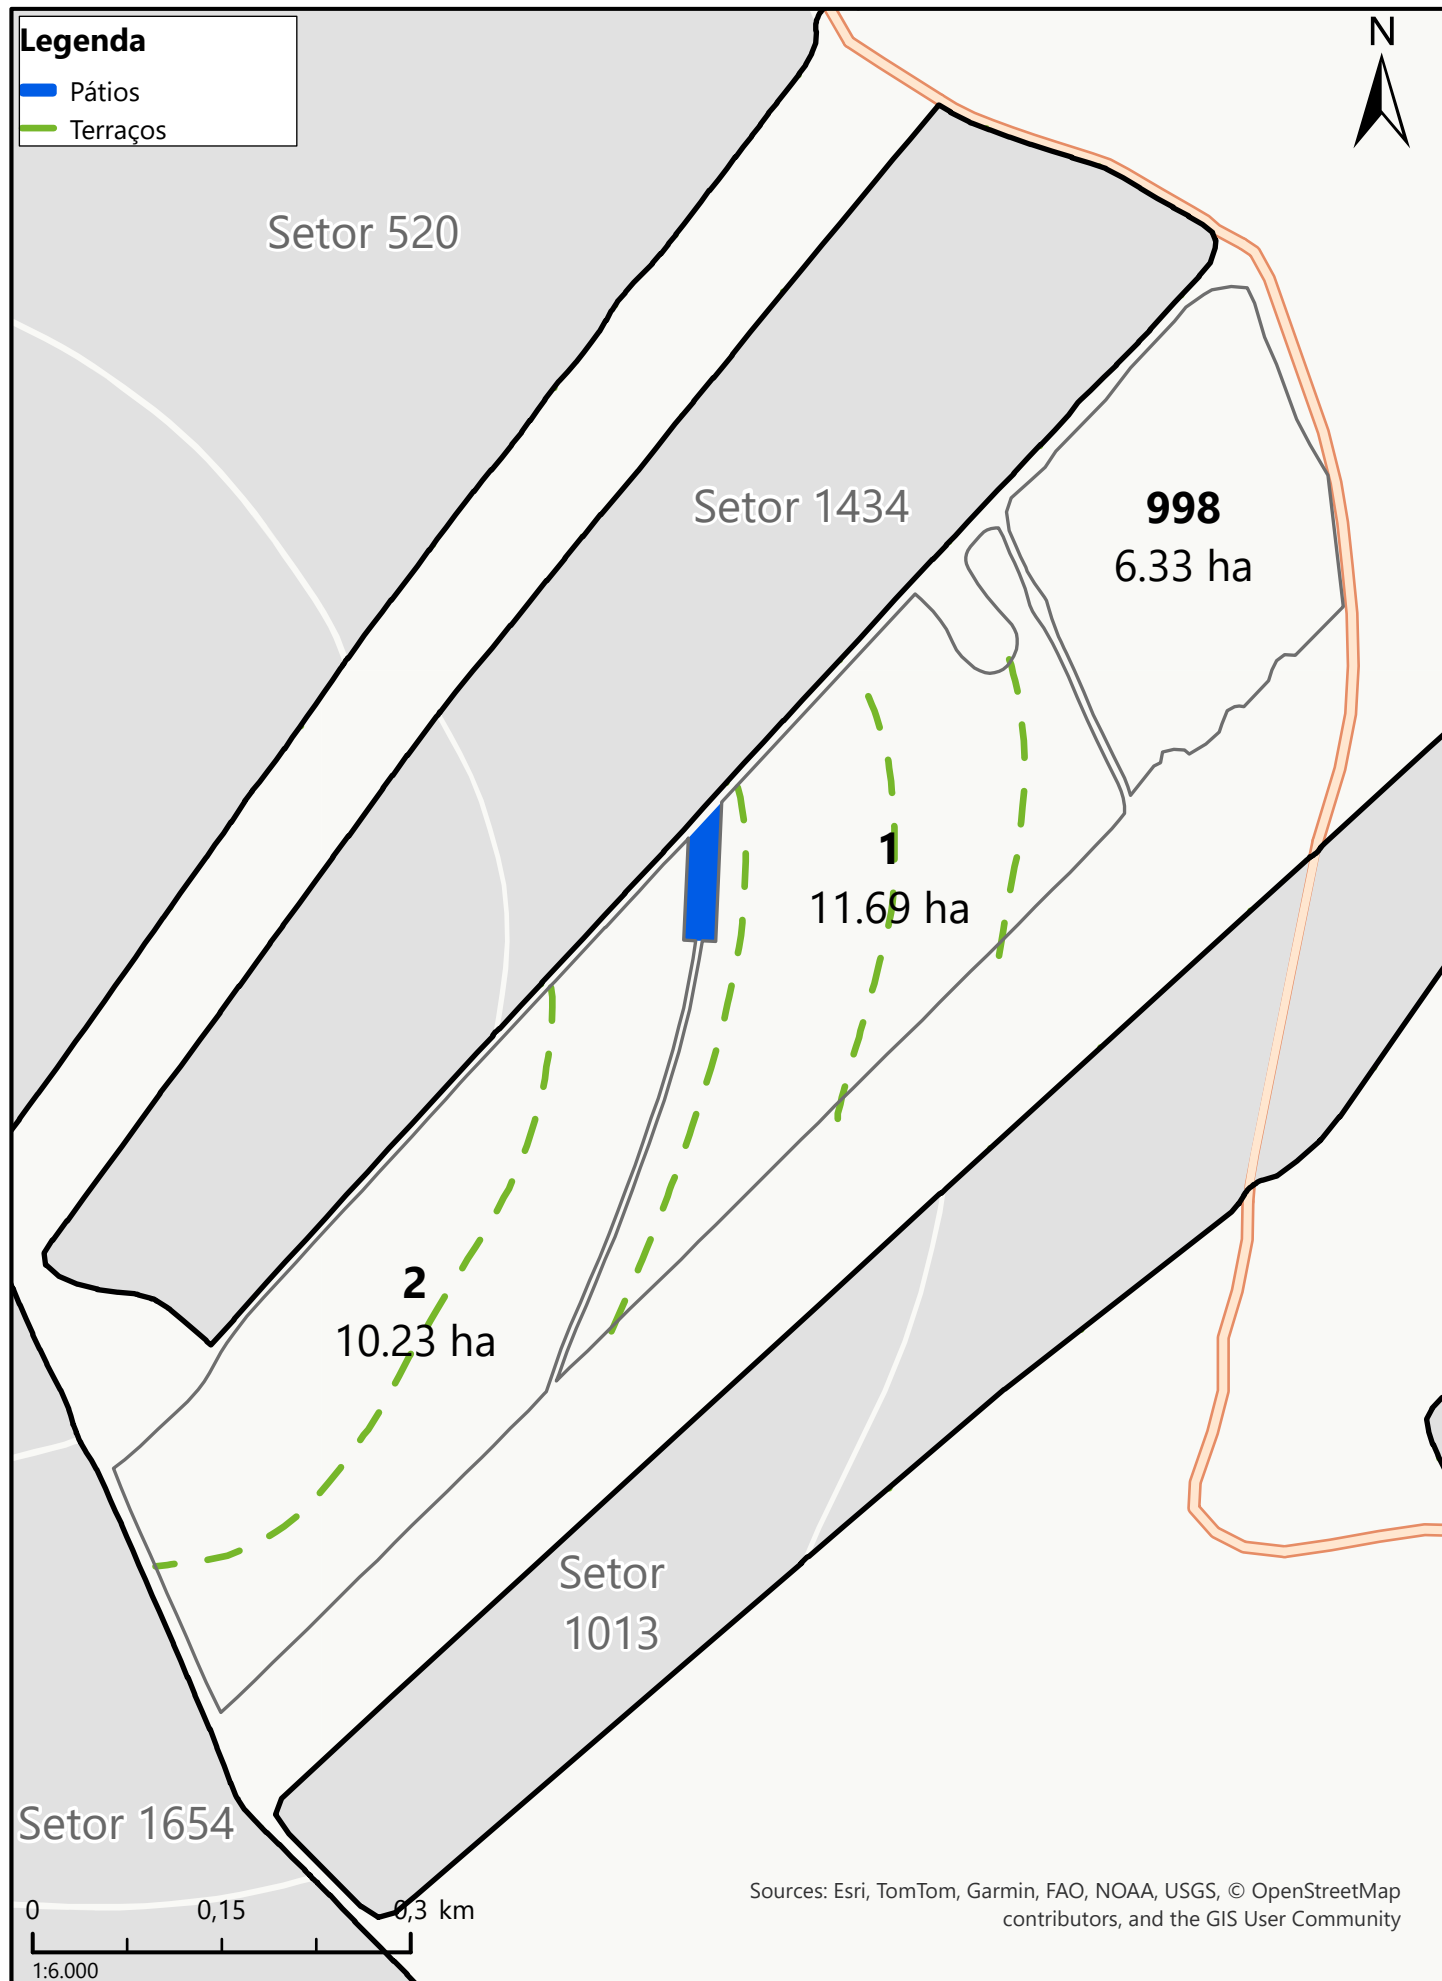 Legenda
Pátios
Terraços
N
Setor 520
Setor 1434
998
6.33 ha
1
11.69 ha
2
10.23 ha
Setor
1013
Setor 1654
0 0,15 0,3 km
1:6.000
Sources: Esri, TomTom, Garmin, FAO, NOAA, USGS, © OpenStreetMap
contributors, and the GIS User Community